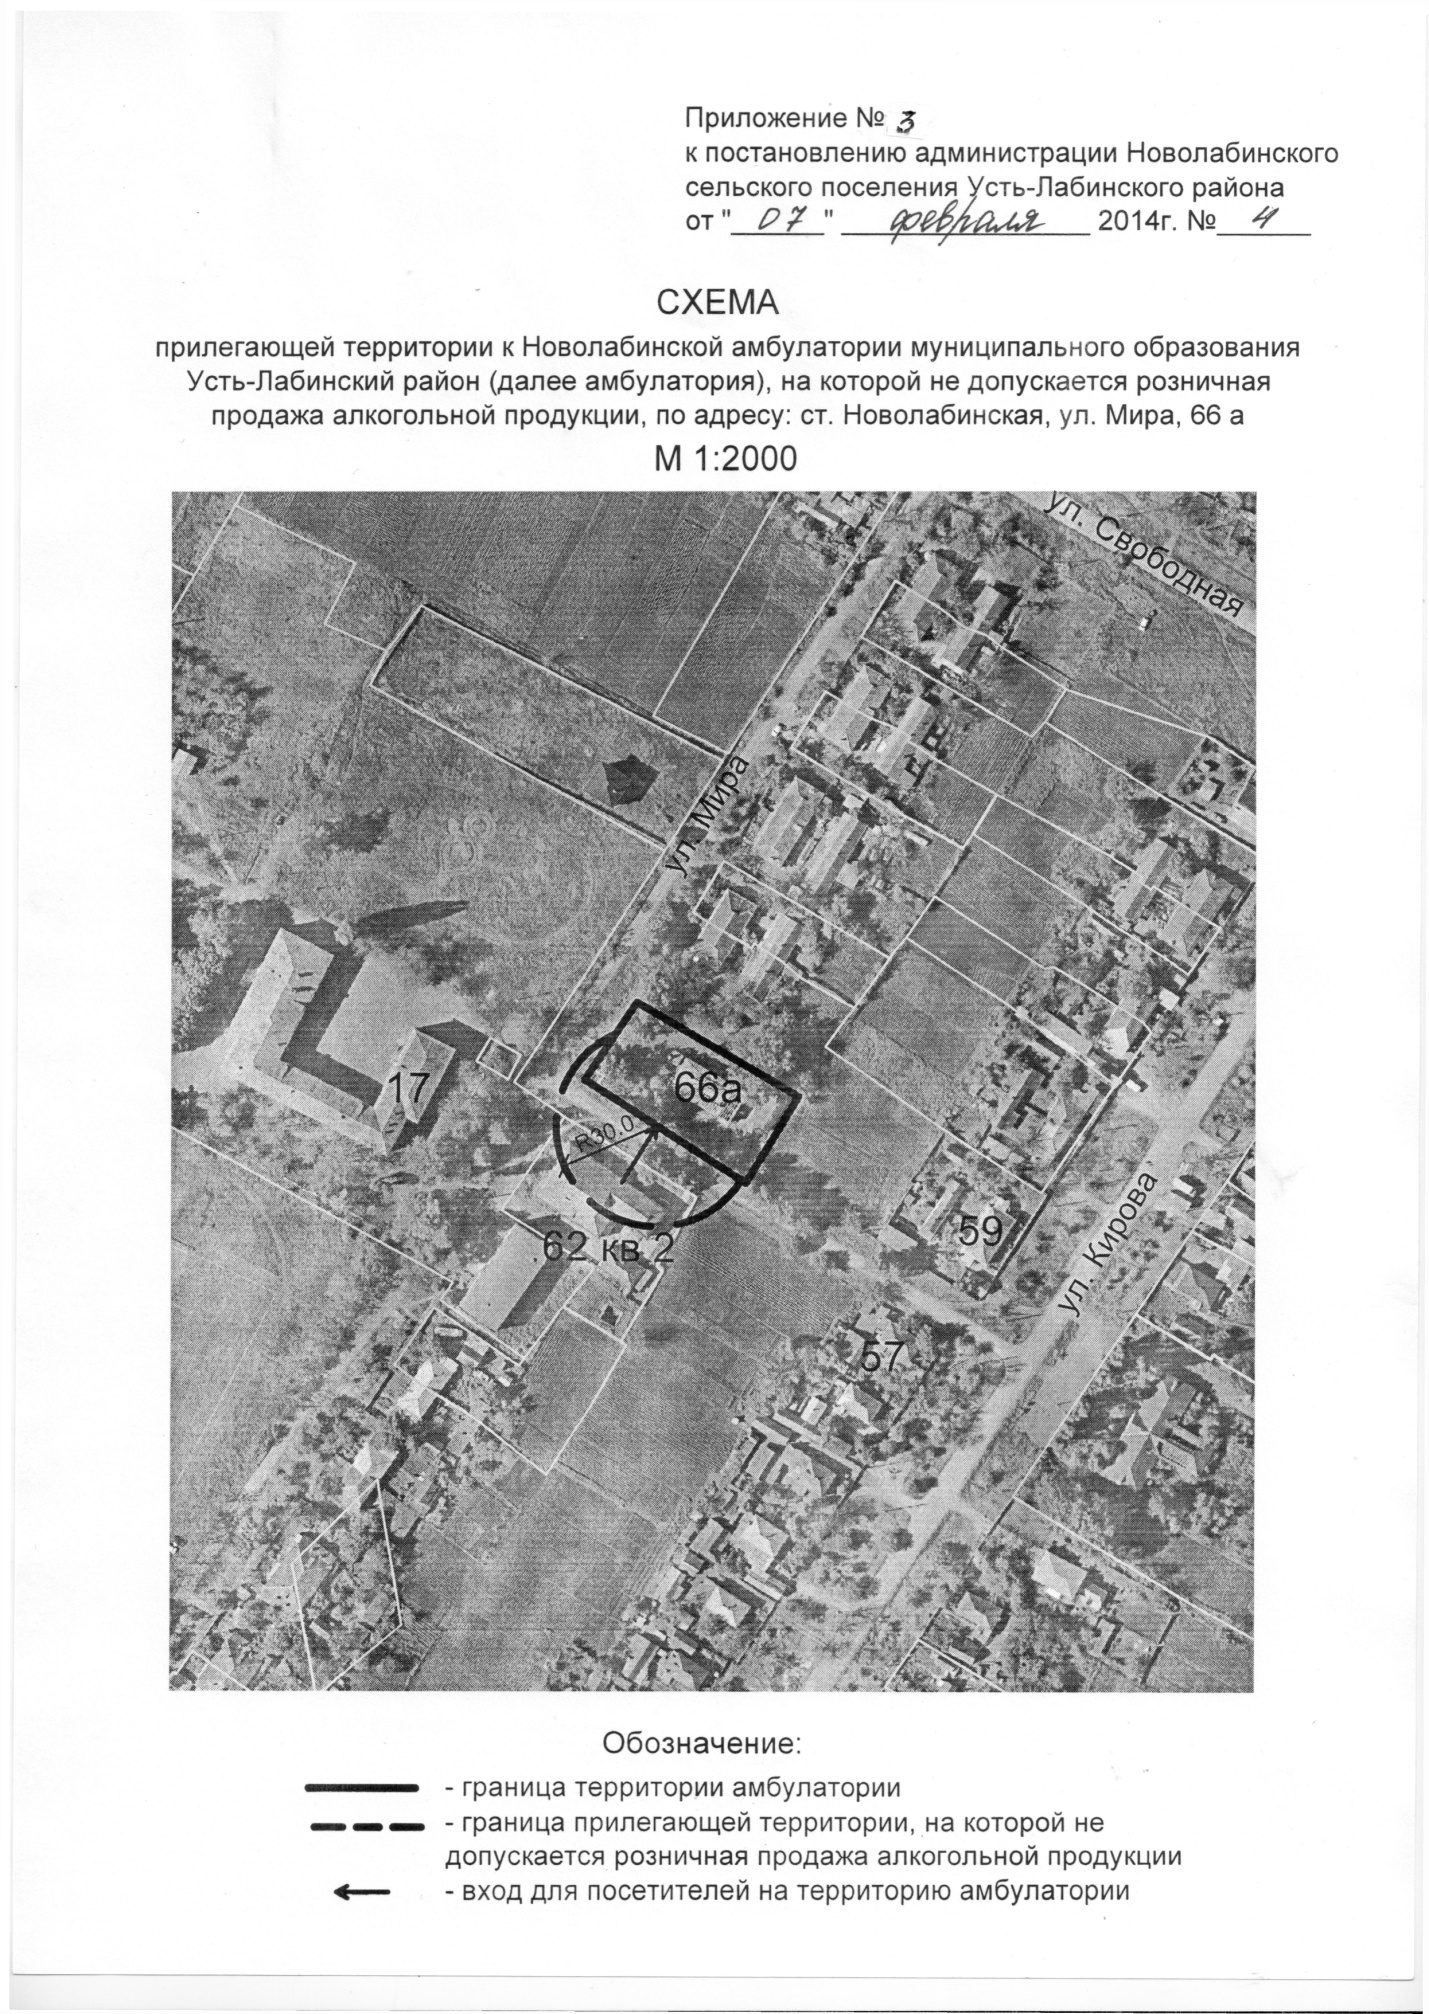 Приложение № 3
к постановлению администрации Новолабинского
сельского поселения Усть-Лабинского района
от "07" февраля 2014г. № 4
СХЕМА
прилегающей территории к Новолабинской амбулатории муниципального образования
Усть-Лабинский район (далее амбулатория), на которой не допускается розничная
продажа алкогольной продукции, по адресу: ст. Новолабинская, ул. Мира, 66 а
М 1:2000
ул. Свободная
ул. Мира
66а
17
R30.0
62 кв 2
59
ул. Кирова
57
Обозначение:
- граница территории амбулатории
- граница прилегающей территории, на которой не
допускается розничная продажа алкогольной продукции
- вход для посетителей на территорию амбулатории